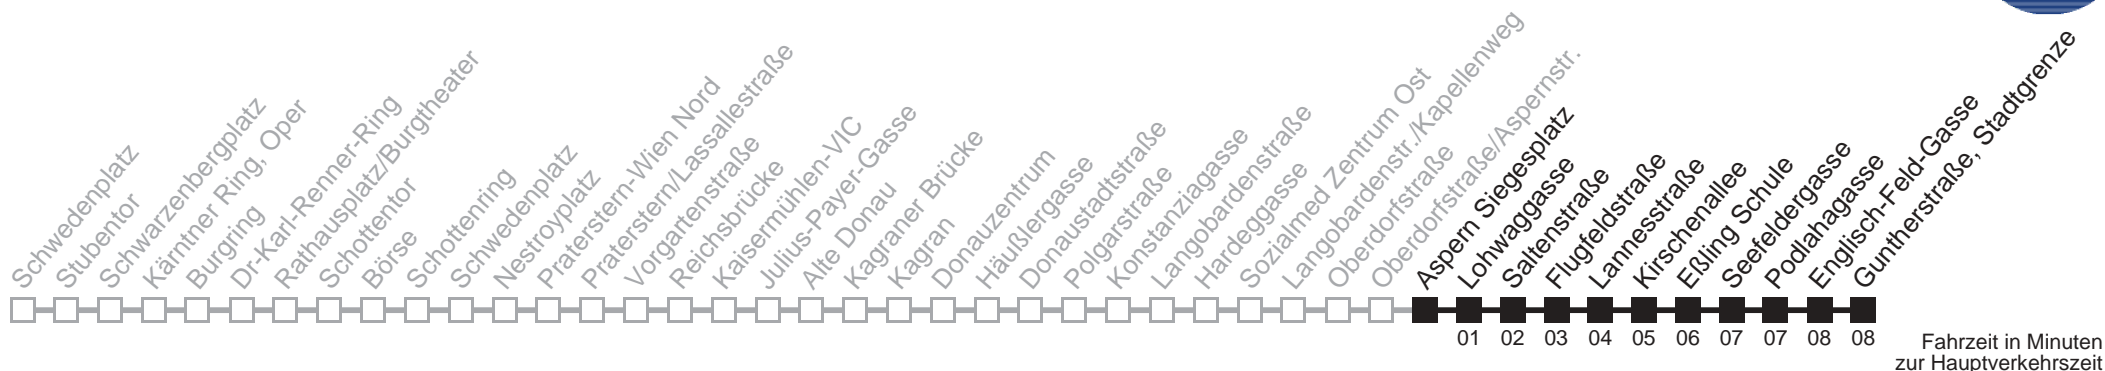 Schwedenplatz
Stubentor
Schwarzenbergplatz
Kärntner Ring, Oper
Burgring
Dr-Karl-Renner-Ring
Rathausplatz/Burgtheater
Schottentor
Börse
Schottenring
Schwedenplatz
Nestroyplatz
Praterstern-Wien Nord
Praterstern/Lassallestraße
Vorgartenstraße
Reichsbrücke
Kaisermühlen-VIC
Julius-Payer-Gasse
Alte Donau
Kagraner Brücke
Kagran
Donauzentrum
Häußlergasse
Donaustadtstraße
Polgarstraße
Konstanziagasse
Langobardenstraße
Hardeggasse
Sozialmed Zentrum Ost
Langobardenstr./Kapellenweg
Oberdorfstraße
Oberdorfstraße/Aspernstr.
Aspern Siegesplatz
Lohwaggasse
Saltenstraße
Flugfeldstraße
Lannesstraße
Kirschenallee
Eßling Schule
Seefeldergasse
Podlahagasse
Englisch-Feld-Gasse
Guntherstraße, Stadtgrenze
01 02 03 04 05 06 07 07 08 08
Fahrzeit in Minuten
zur Hauptverkehrszeit